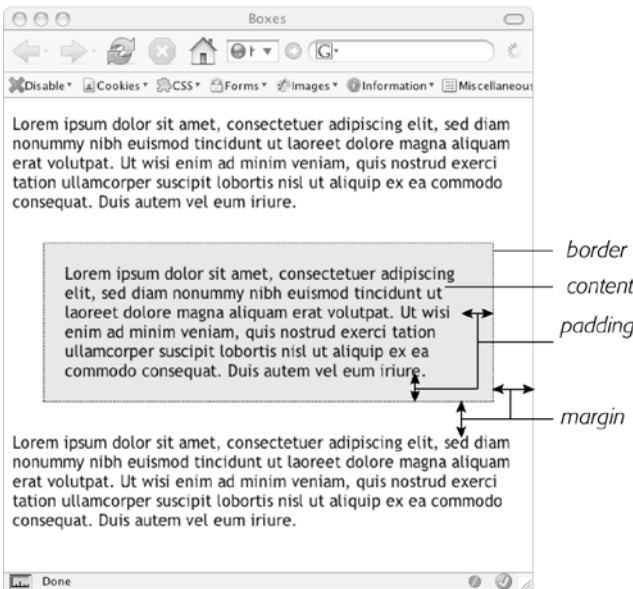 Boxes
G
Disable Cookies CSS Forms Images Information Miscellaneou
Lorem ipsum dolor sit amet, consectetuer adipiscing elit, sed diam
nonummy nibh euismod tincidunt ut laoreet dolore magna aliquam
erat volutpat. Ut wisi enim ad minim veniam, quis nostrud exerci
tation ullamcorper suscipit lobortis nisl ut aliquip ex ea commodo
consequat. Duis autem vel eum iriure.
border
Lorem ipsum dolor sit amet, consectetuer adipiscing
content
elit, sed diam nonummy nibh euismod tincidunt ut
laoreet dolore magna aliquam erat volutpat. Ut wisi
padding
enim ad minim veniam, quis nostrud exerci tation
ullamcorper suscipit lobortis nisl ut aliquip ex ea
commodo consequat. Duis autem vel eum iriure.
margin
Lorem ipsum dolor sit amet, consectetuer adipiscing elit, sed diam
nonummy nibh euismod tincidunt ut laoreet dolore magna aliquam
erat volutpat. Ut wisi enim ad minim veniam, quis nostrud exerci
tation ullamcorper suscipit lobortis nisl ut aliquip ex ea commodo
consequat. Duis autem vel eum iriure.
Done